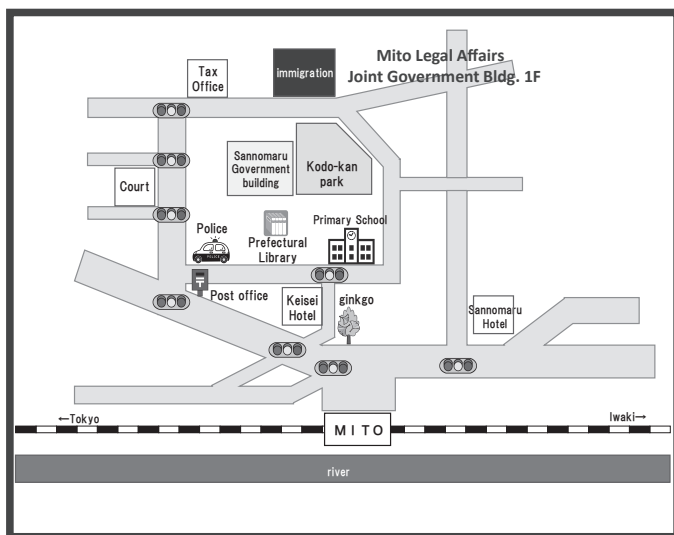 Mito Legal Affairs
Joint Government Bldg. 1F
Tax
Office
immigration
Sannomaru
Government
building
Kodo-kan
park
Court
Police
POLICE
Prefectural
Library
Primary School
〒
Post office
Keisei
Hotel
ginkgo
Sannomaru
Hotel
←Tokyo
Iwaki→
MITO
river